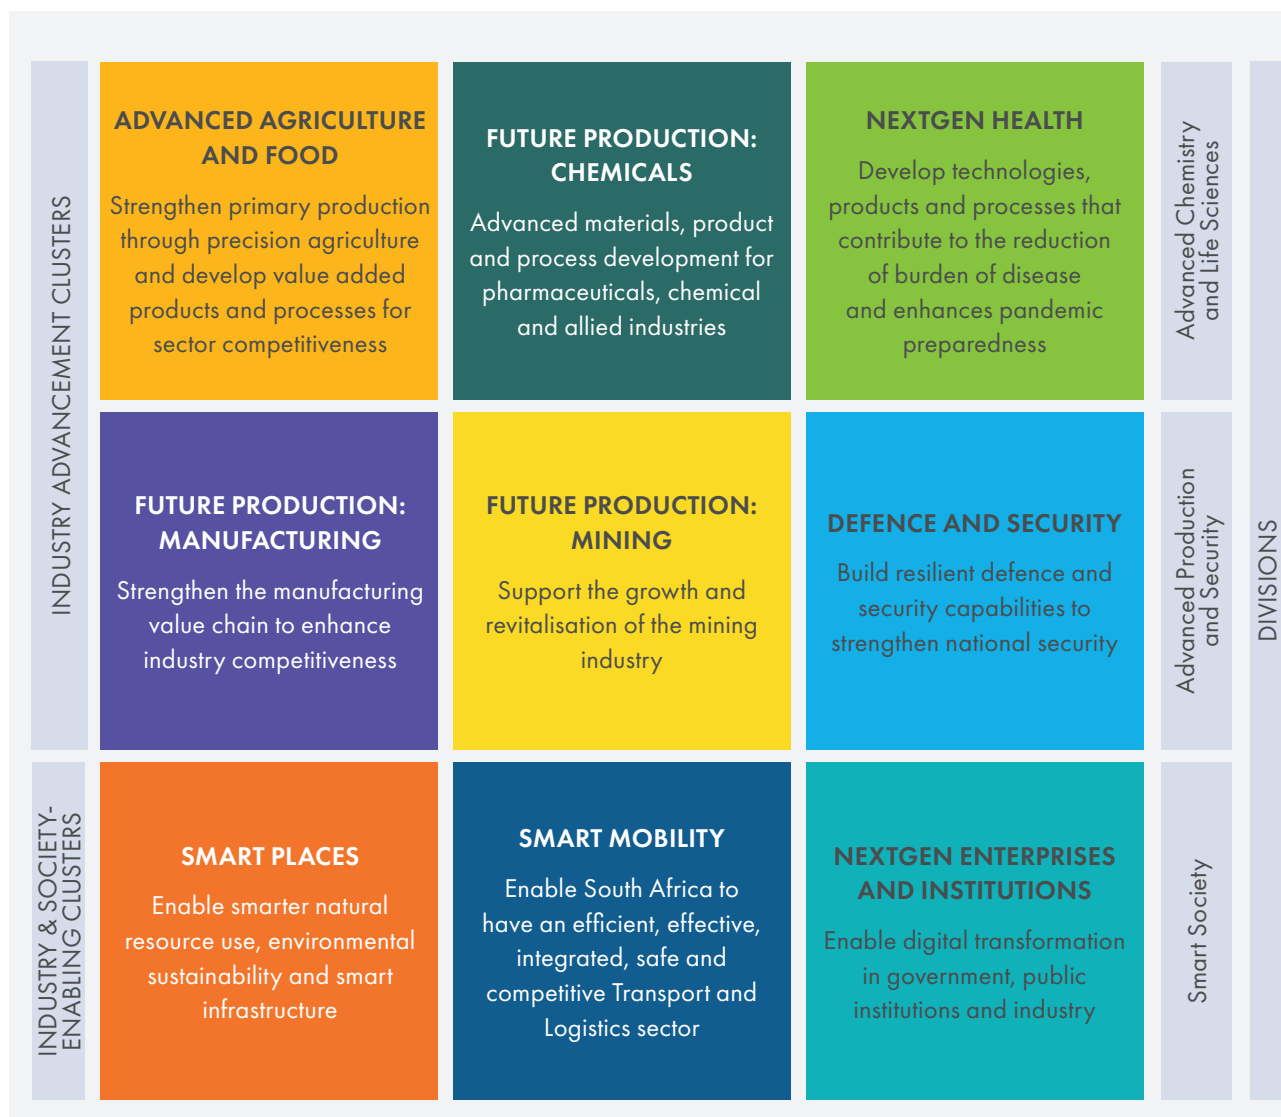 INDUSTRY ADVANCEMENT CLUSTERS
ADVANCED AGRICULTURE
AND FOOD
Strengthen primary production
through precision agriculture
and develop value added
products and processes for
sector competitiveness
FUTURE PRODUCTION:
CHEMICALS
Advanced materials, product
and process development for
pharmaceuticals, chemical
and allied industries
NEXTGEN HEALTH
Develop technologies,
products and processes that
contribute to the reduction
of burden of disease
and enhances pandemic
preparedness
Advanced Chemistry
and Life Sciences
FUTURE PRODUCTION:
MANUFACTURING
Strengthen the manufacturing
value chain to enhance
industry competitiveness
FUTURE PRODUCTION:
MINING
Support the growth and
revitalisation of the mining
industry
DEFENCE AND SECURITY
Build resilient defence and
security capabilities to
strengthen national security
Advanced Production
and Security
DIVISIONS
INDUSTRY & SOCIETY-
ENABLING CLUSTERS
SMART PLACES
Enable smarter natural
resource use, environmental
sustainability and smart
infrastructure
SMART MOBILITY
Enable South Africa to
have an efficient, effective,
integrated, safe and
competitive Transport and
Logistics sector
NEXTGEN ENTERPRISES
AND INSTITUTIONS
Enable digital transformation
in government, public
institutions and industry
Smart Society